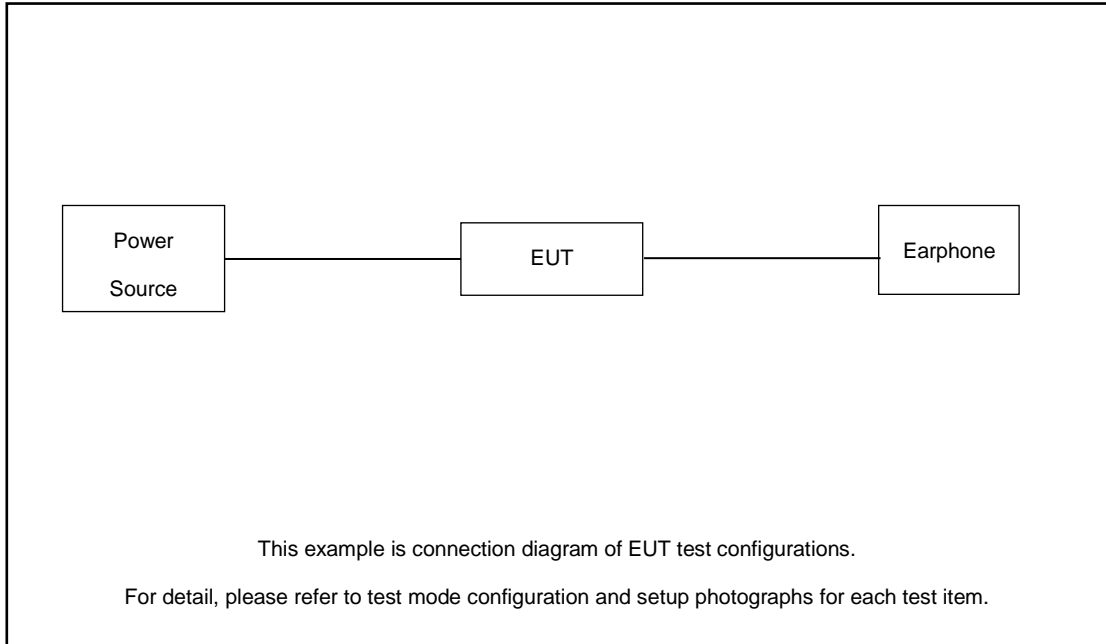 Power
Source
EUT
Earphone
This example is connection diagram of EUT test configurations.
For detail, please refer to test mode configuration and setup photographs for each test item.